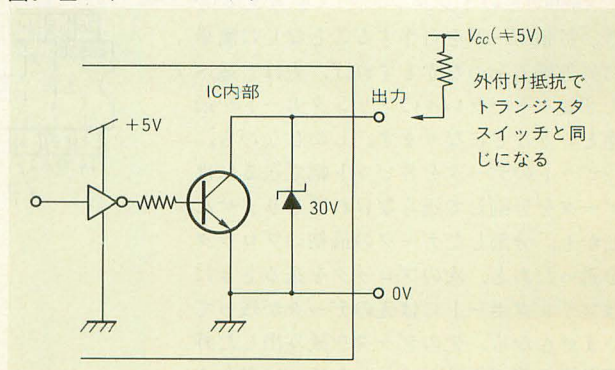 Vcc(≠5V)
外付け抵抗で
トランジスタ
スイッチと同
じになる
IC内部
出力
+5V
30V
0V